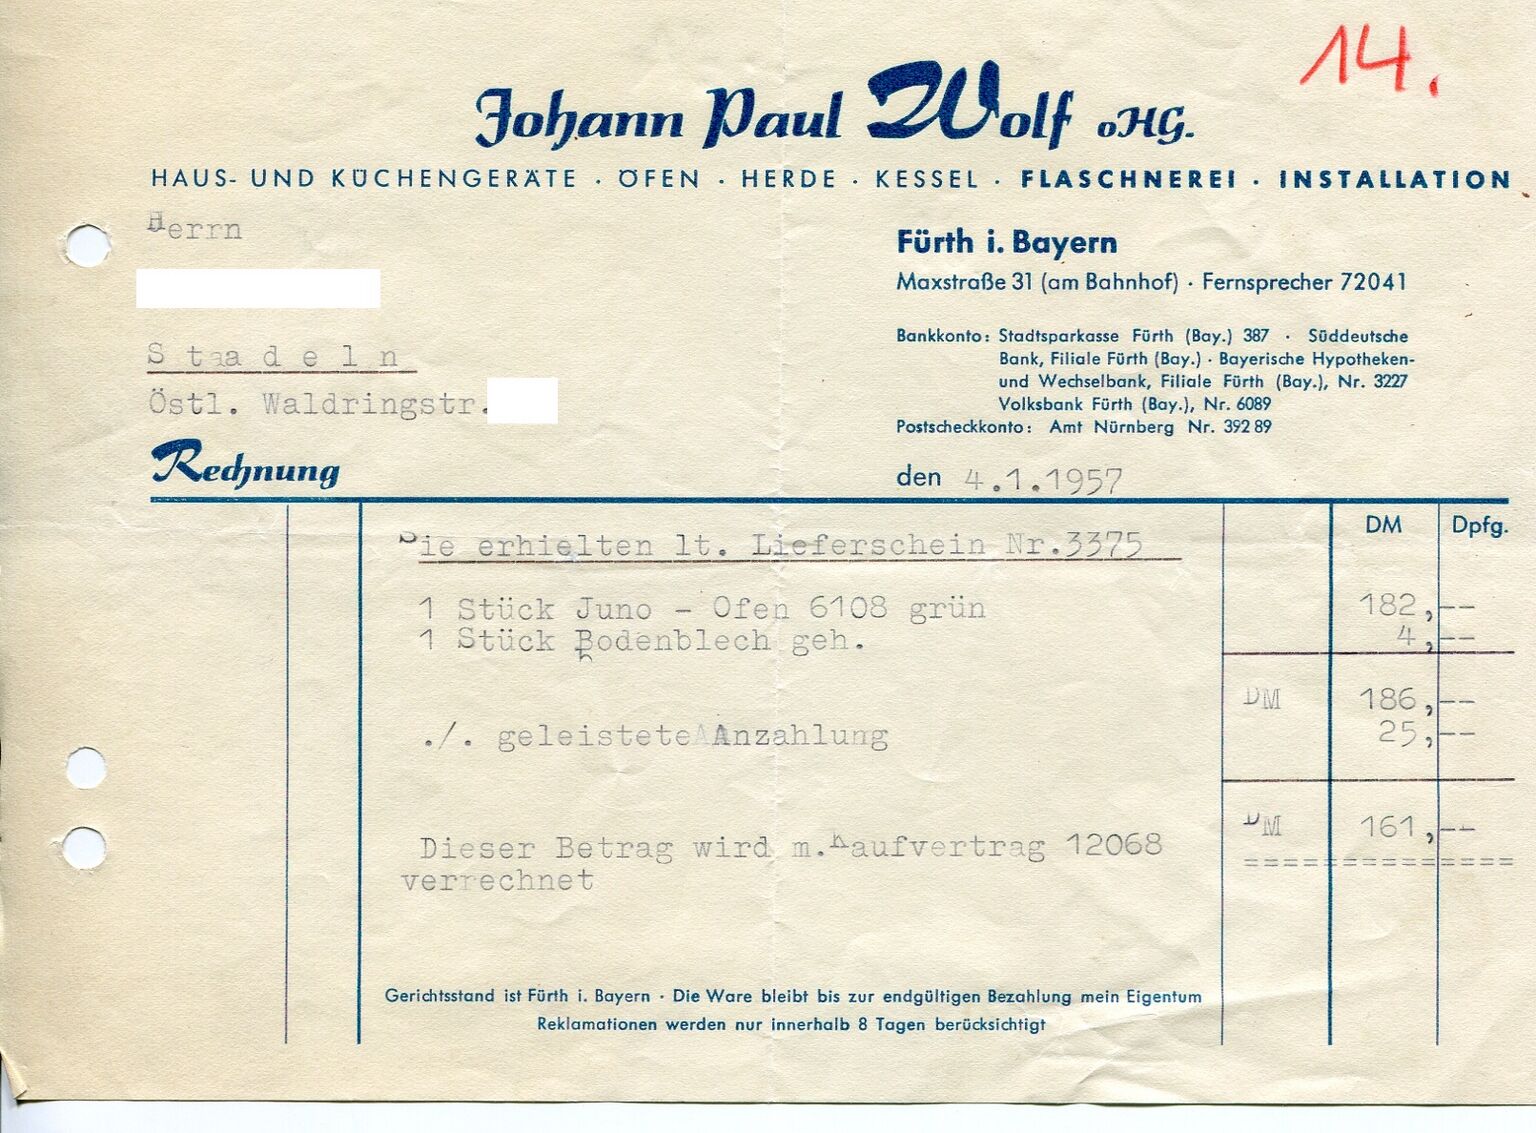 14.
Johann Paul Wolf oHG.
HAUS- UND KÜCHENGERÄTE · ÖFEN · HERDE · KESSEL · FLASCHNEREI · INSTALLATION
Herrn
Staadeln
Östl. Waldringstr.
Fürth i. Bayern
Maxstraße 31 (am Bahnhof) · Fernsprecher 72041
Bankkonto: Stadtsparkasse Fürth (Bay.) 387 · Süddeutsche
Bank, Filiale Fürth (Bay.) · Bayerische Hypotheken-
und Wechselbank, Filiale Fürth (Bay.), Nr. 3227
Volksbank Fürth (Bay.), Nr. 6089
Postscheckkonto: Amt Nürnberg Nr. 392 89
Rechnung
den 4.1.1957
DM Dpfg.
Sie erhielten lt. Lieferschein Nr.3375
1 Stück Juno - Ofen 6108 grün 182,--
1 Stück Bodenblech geh. 4,--
DM 186,--
./. geleistete Anzahlung 25,--
DM 161,--
Dieser Betrag wird m.Kaufvertrag 12068
verrechnet
==============
Gerichtsstand ist Fürth i. Bayern · Die Ware bleibt bis zur endgültigen Bezahlung mein Eigentum
Reklamationen werden nur innerhalb 8 Tagen berücksichtigt